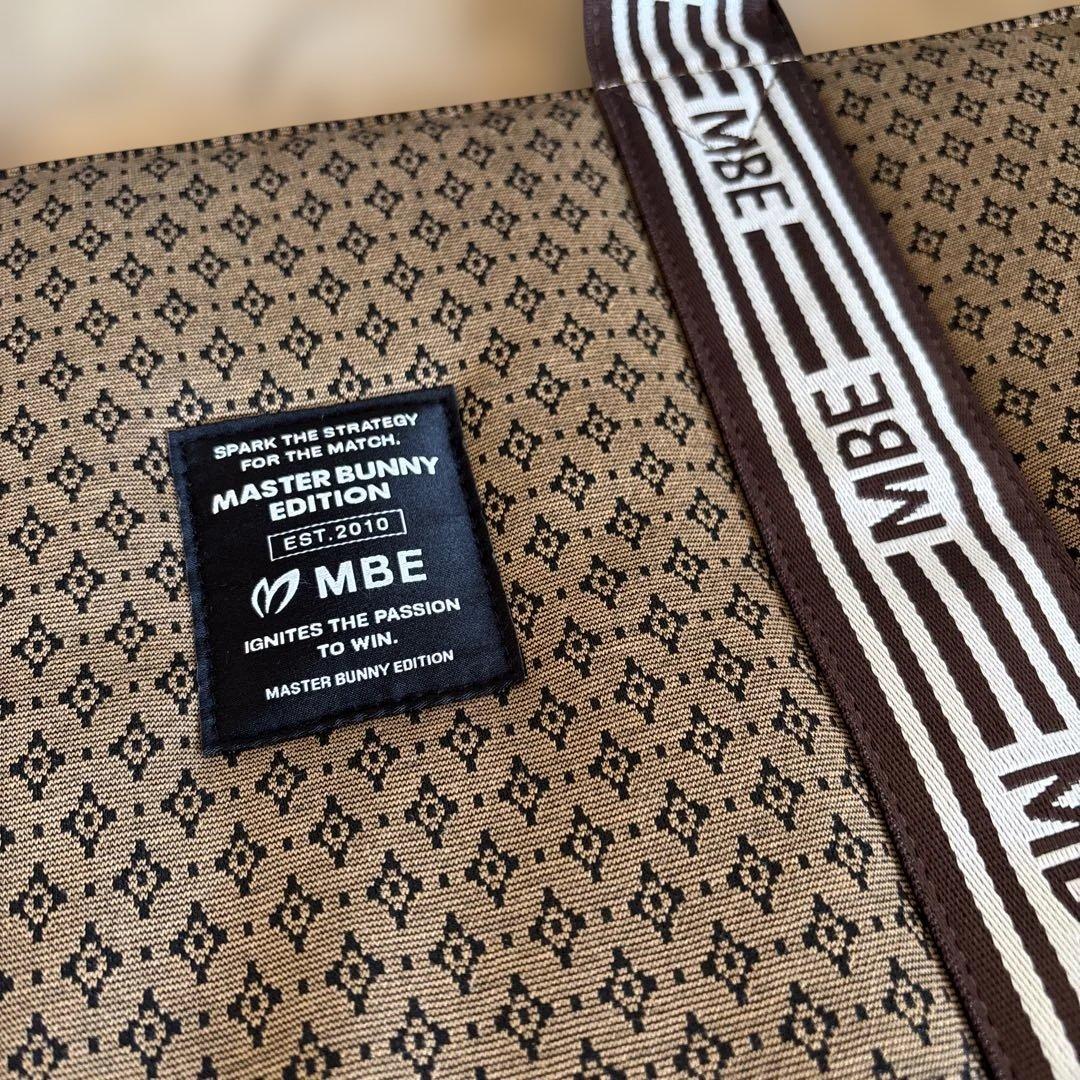 SPARK THE STRATEGY
FOR THE MATCH.
MASTER BUNNY
EDITION
EST.2010
MBE
IGNITES THE PASSION
TO WIN.
MASTER BUNNY EDITION
MBE
MBE
MB